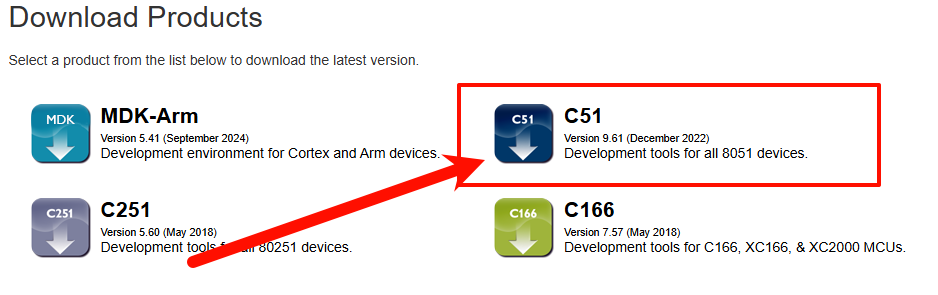 Download Products
Select a product from the list below to download the latest version.
MDK
MDK-Arm
Version 5.41 (September 2024)
Development environment for Cortex and Arm devices.
C51
C51
Version 9.61 (December 2022)
Development tools for all 8051 devices.
C251
C251
Version 5.60 (May 2018)
Development tools all 80251 devices.
C166
C166
Version 7.57 (May 2018)
Development tools for C166, XC166, & XC2000 MCUs.